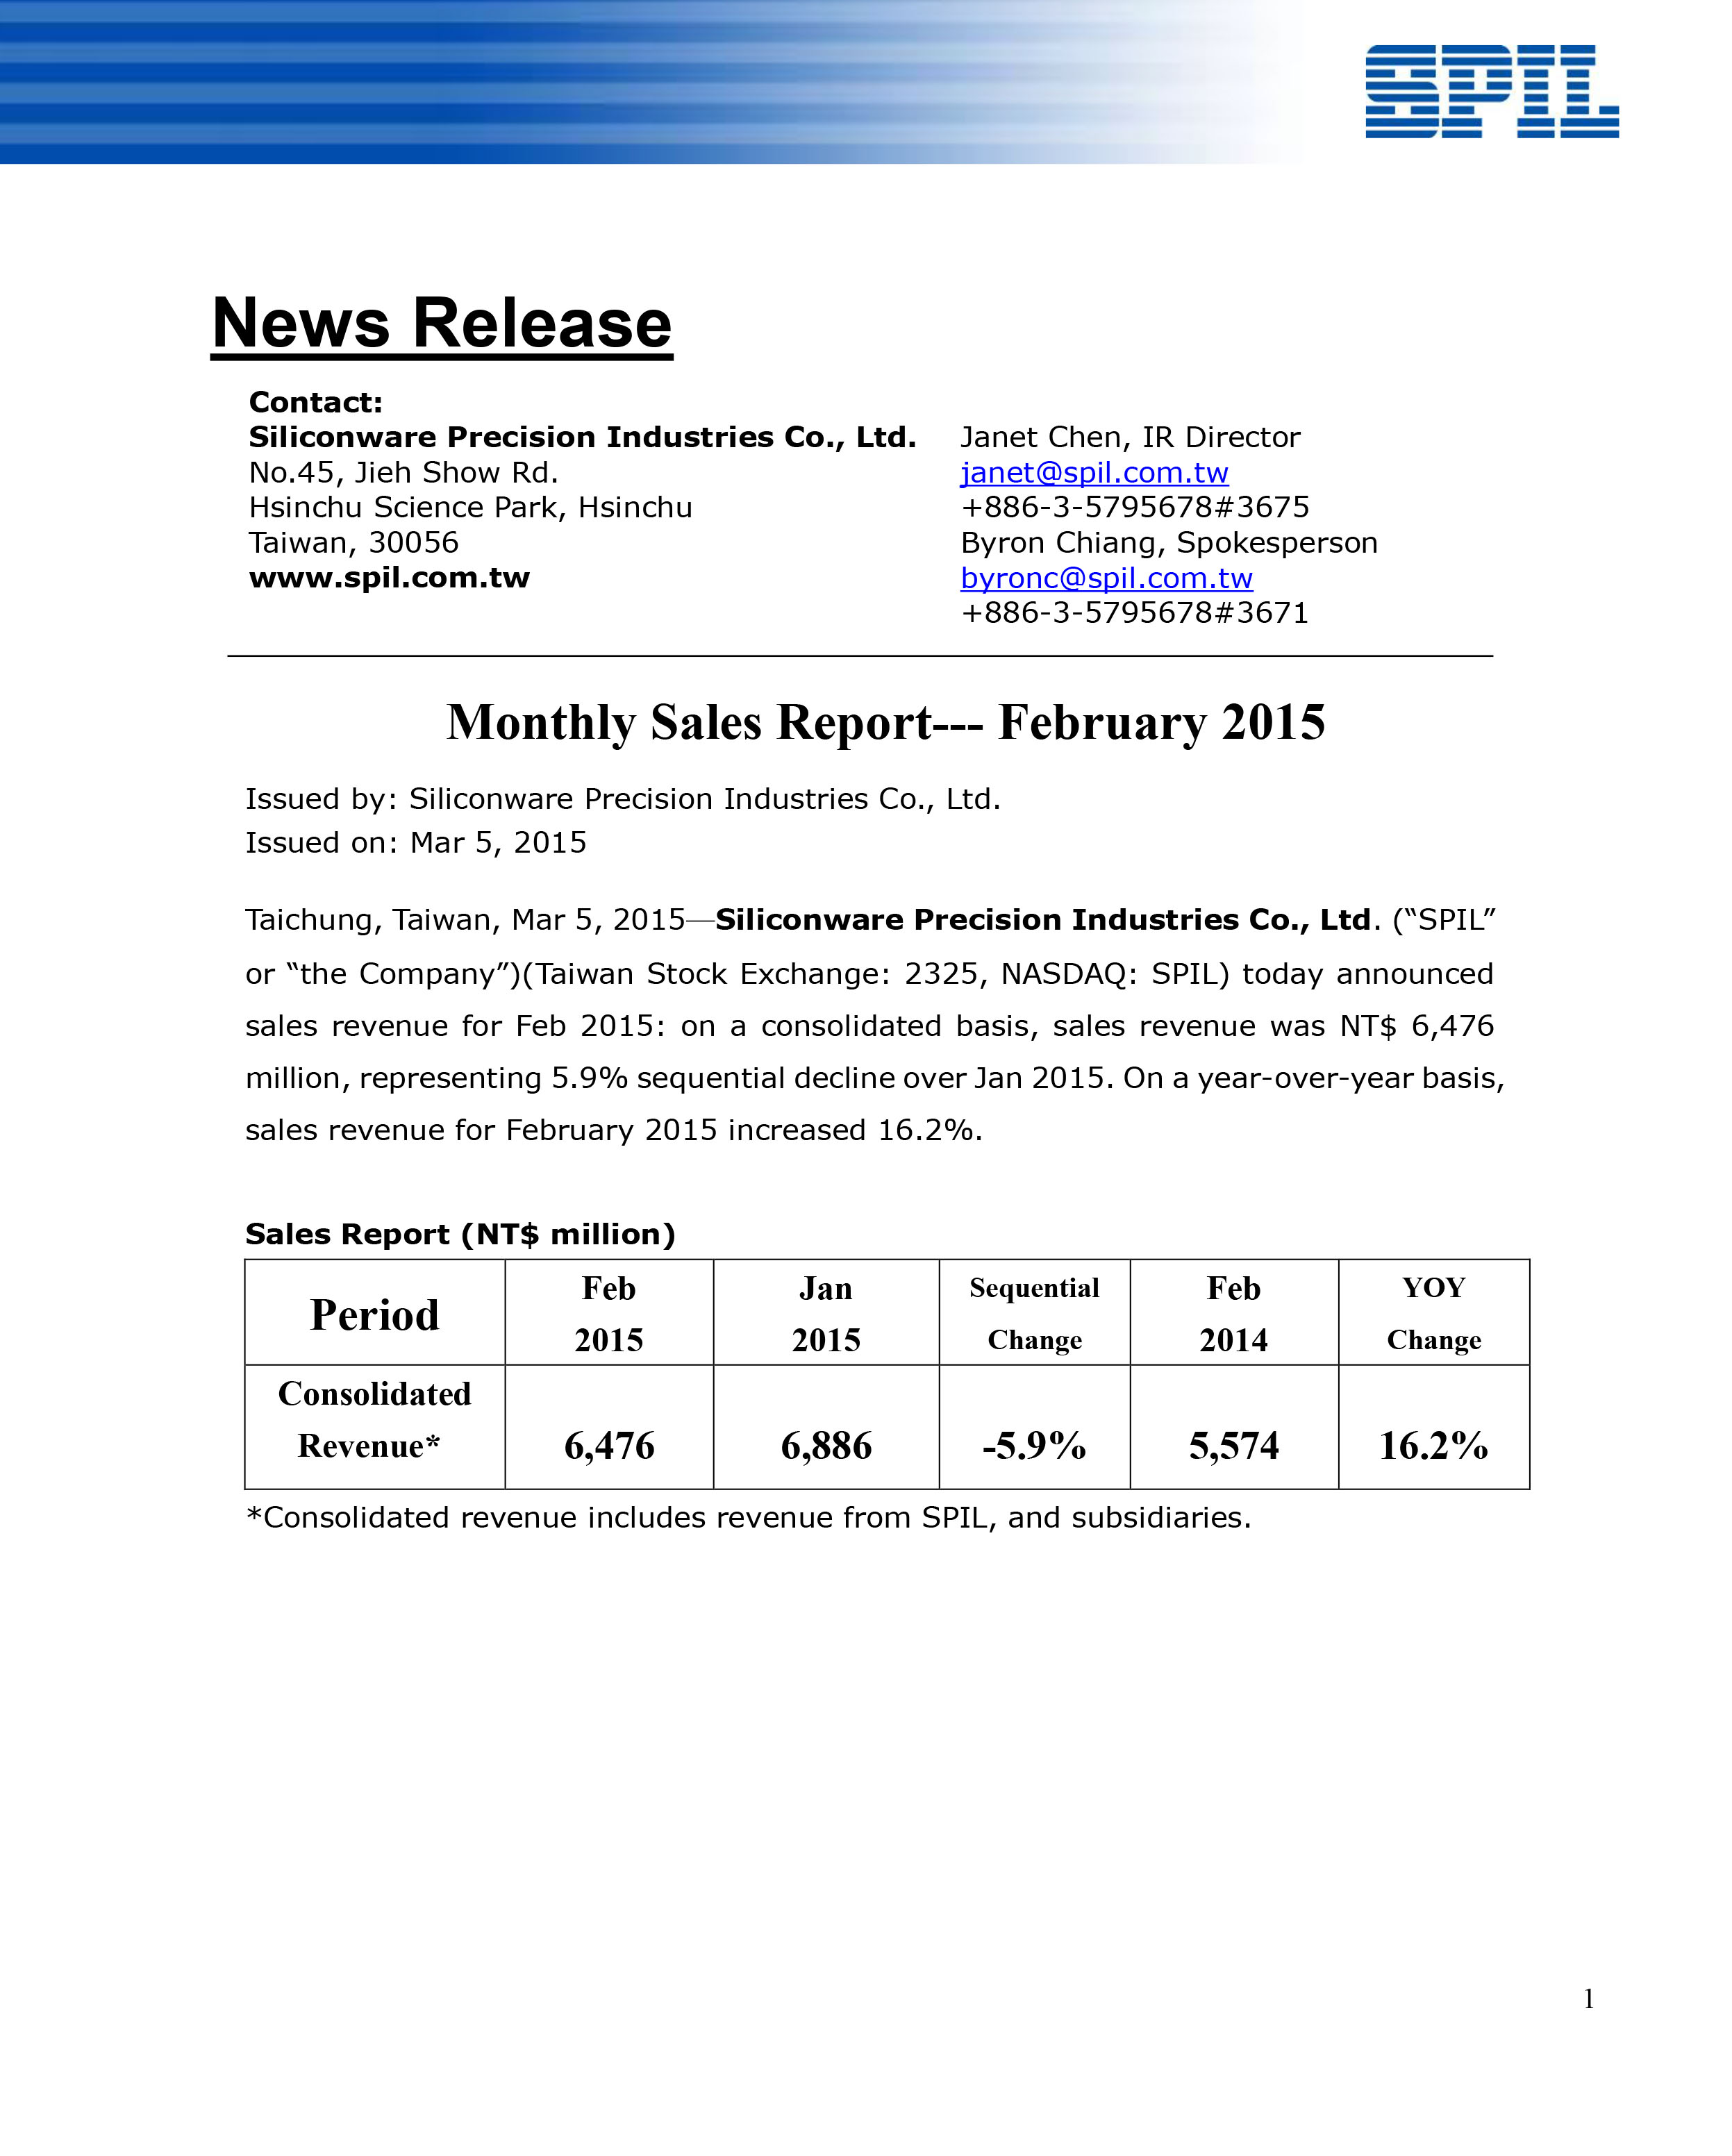 SPIL
News Release
Contact:
Siliconware Precision Industries Co., Ltd.
No.45, Jieh Show Rd.
Hsinchu Science Park, Hsinchu
Taiwan, 30056
www.spil.com.tw
Janet Chen, IR Director
janet@spil.com.tw
+886-3-5795678#3675
Byron Chiang, Spokesperson
byronc@spil.com.tw
+886-3-5795678#3671
Monthly Sales Report--- February 2015
Issued by: Siliconware Precision Industries Co., Ltd.
Issued on: Mar 5, 2015
Taichung, Taiwan, Mar 5, 2015—Siliconware Precision Industries Co., Ltd. (“SPIL”
or “the Company”)(Taiwan Stock Exchange: 2325, NASDAQ: SPIL) today announced
sales revenue for Feb 2015: on a consolidated basis, sales revenue was NT$ 6,476
million, representing 5.9% sequential decline over Jan 2015. On a year-over-year basis,
sales revenue for February 2015 increased 16.2%.
Sales Report (NT$ million)
Period
Feb
2015
Jan
2015
Sequential
Change
Feb
2014
YOY
Change
Consolidated
Revenue*
6,476
6,886
-5.9%
5,574
16.2%
*Consolidated revenue includes revenue from SPIL, and subsidiaries.
1